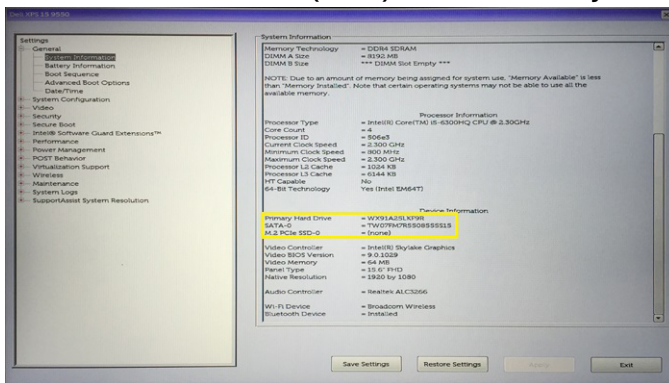 Dell XPS 15 9550
Settings
General
System Information
Battery Information
Boot Sequence
Advanced Boot Options
Date/Time
System Configuration
Video
Security
Secure Boot
Intel® Software Guard Extensions™
Performance
Power Management
POST Behavior
Virtualization Support
Wireless
Maintenance
System Logs
SupportAssist System Resolution
System Information
Memory Technology = DDR4 SDRAM
DIMM A Size = 8192 MB
DIMM B Size *** DIMM Slot Empty ***
NOTE: Due to an amount of memory being assigned for system use, "Memory Available" is less
than "Memory Installed". Note that certain operating systems may not be able to use all the
available memory.
Processor Information
Processor Type = Intel(R) Core(TM) i5-6300HQ CPU @ 2.30GHz
Core Count = 4
Processor ID = 506e3
Current Clock Speed = 2.300 GHz
Minimum Clock Speed = 800 MHz
Maximum Clock Speed = 2.300 GHz
Processor L2 Cache = 1024 KB
Processor L3 Cache = 6144 KB
HT Capable No
64-Bit Technology Yes (Intel EM64T)
Device Information
Primary Hard Drive
SATA-0
M.2 PCIe SSD-0 = (none)
Video Controller = Intel(R) Skylake Graphics
Video BIOS Version = 9.0.1029
Video Memory = 64 MB
Panel Type = 15.6" FHD
Native Resolution = 1920 by 1080
Audio Controller = Realtek ALC3266
Wi-Fi Device = Broadcom Wireless
Bluetooth Device = Installed
Save Settings Restore Settings Apply Exit